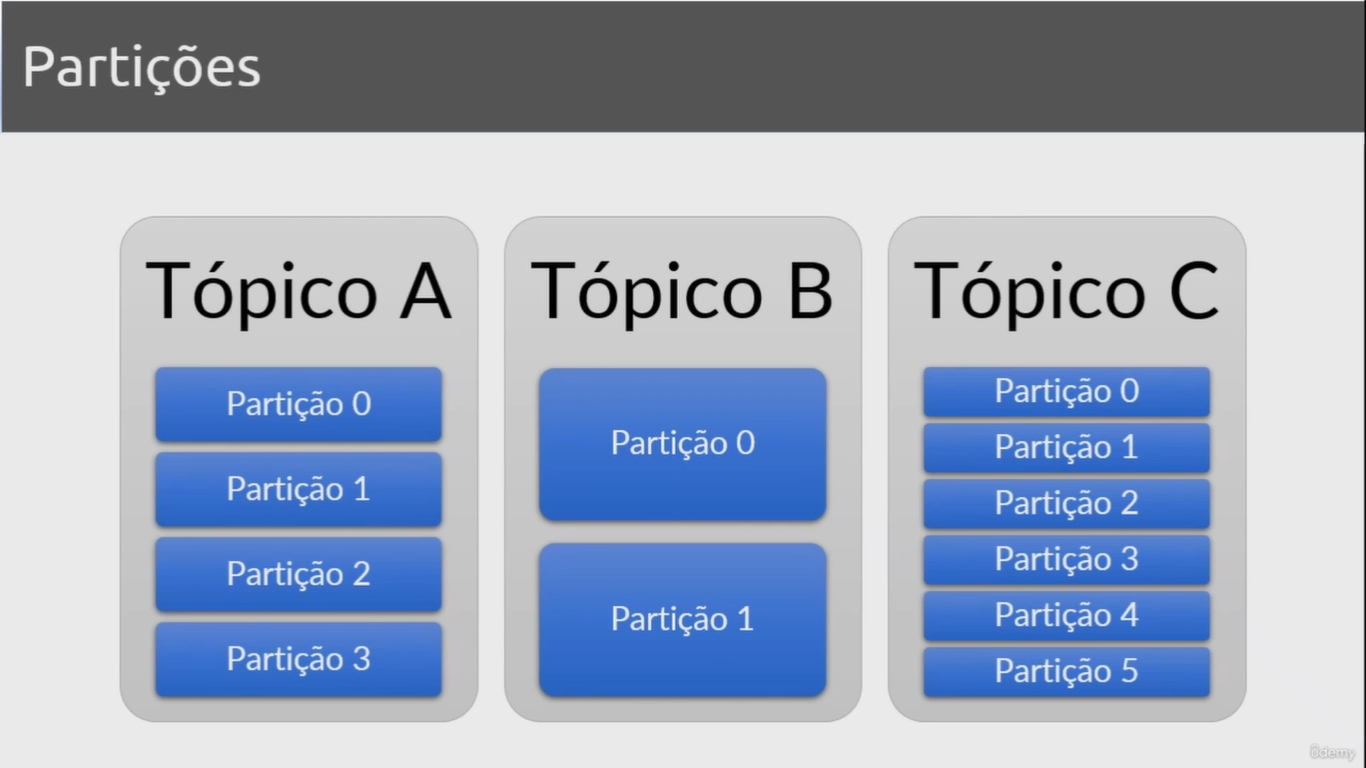 Partições
Tópico A
Partição 0
Partição 1
Partição 2
Partição 3
Tópico B
Partição 0
Partição 1
Tópico C
Partição 0
Partição 1
Partição 2
Partição 3
Partição 4
Partição 5
ûdemy